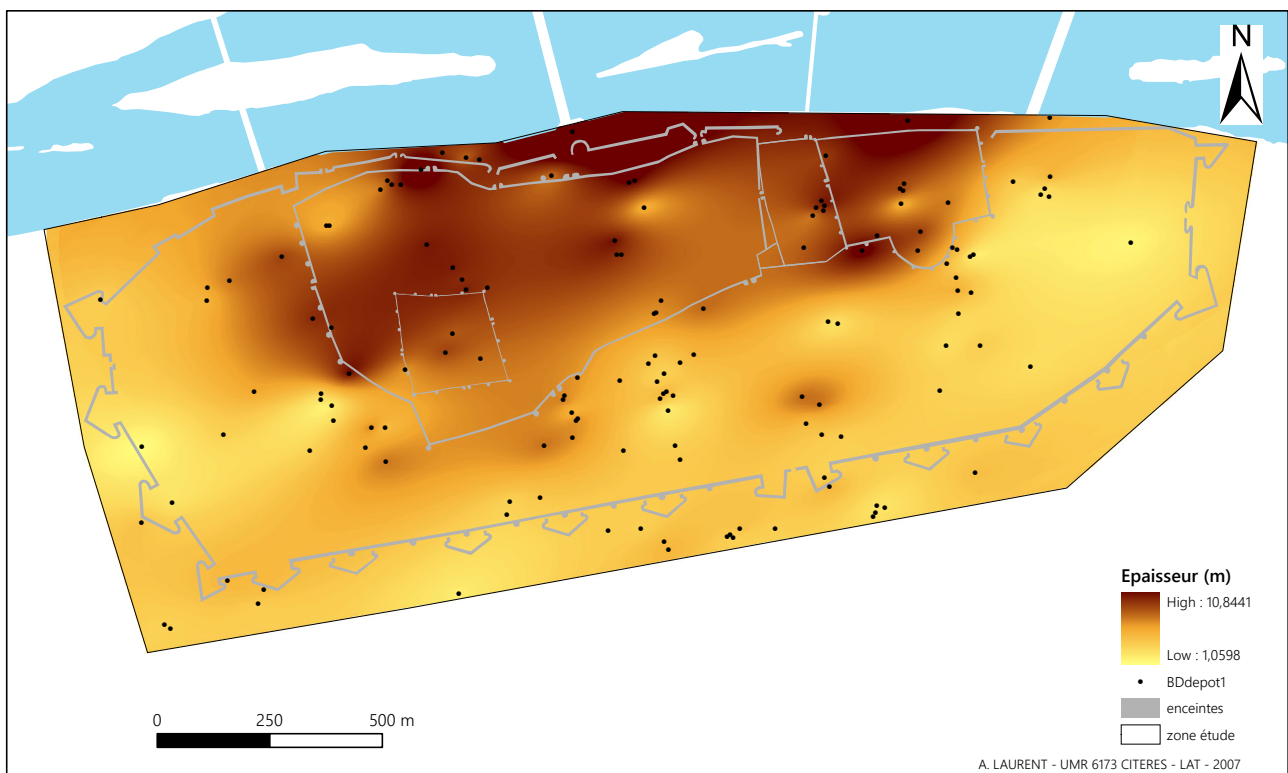 N
Epaisseur (m)
High : 10,8441
Low : 1,0598
BDdepot1
enceintes
zone étude
0 250 500 m
A. LAURENT - UMR 6173 CITERES - LAT - 2007